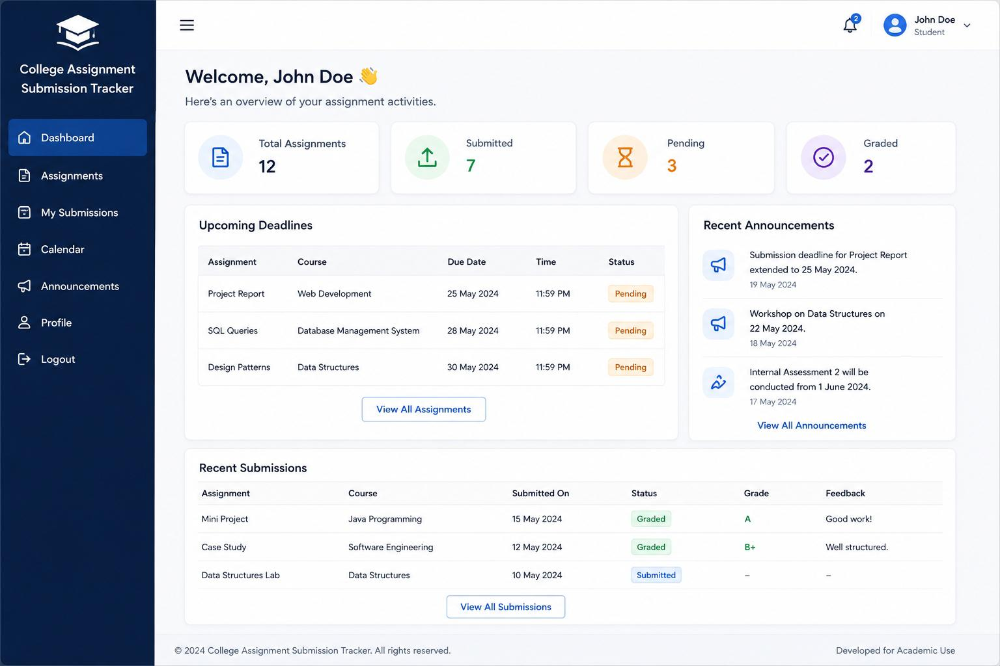 College Assignment
Submission Tracker
Dashboard
Assignments
My Submissions
Calendar
Announcements
Profile
Logout
2
John Doe
Student
Welcome, John Doe 👋
Here's an overview of your assignment activities.
Total Assignments
12
Submitted
7
Pending
3
Graded
2
Upcoming Deadlines
Assignment Course Due Date Time Status
Project Report Web Development 25 May 2024 11:59 PM Pending
SQL Queries Database Management System 28 May 2024 11:59 PM Pending
Design Patterns Data Structures 30 May 2024 11:59 PM Pending
View All Assignments
Recent Announcements
Submission deadline for Project Report
extended to 25 May 2024.
19 May 2024
Workshop on Data Structures on
22 May 2024.
18 May 2024
Internal Assessment 2 will be
conducted from 1 June 2024.
17 May 2024
View All Announcements
Recent Submissions
Assignment Course Submitted On Status Grade Feedback
Mini Project Java Programming 15 May 2024 Graded A Good work!
Case Study Software Engineering 12 May 2024 Graded B+ Well structured.
Data Structures Lab Data Structures 10 May 2024 Submitted – –
View All Submissions
© 2024 College Assignment Submission Tracker. All rights reserved.
Developed for Academic Use